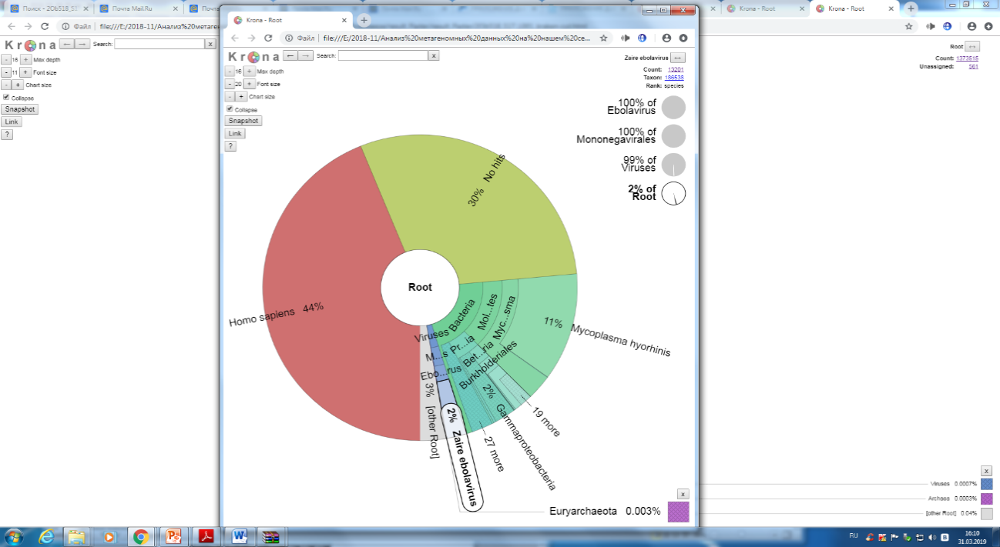 Поиск - 2Ob518_S
Почта Mail.Ru
Почта
Krona - Root
Krona - Root
Krona - Root
Файл
file:///E:/2018-11/Анализ%20метаген
Файл
file:///E:/2018-11/Анализ%20метагеномных%20данных%20на%20нашем%20се...
Krona
Search:
x
- 16 + Max depth
- 11 + Font size
- + Chart size
Collapse
Snapshot
Link
?
Krona
Search:
x
- 16 + Max depth
- 20 + Font size
- + Chart size
Collapse
Snapshot
Link
?
Zaire ebolavirus
Count: 13201
Taxon: 186538
Rank: species
100% of
Ebolavirus
100% of
Mononegavirales
99% of
Viruses
2% of
Root
Root
Count: 1373515
Unassigned: 561
30% No hits
Root
Homo sapiens 44%
Bacteria
Mol...tes
Myc...sma
11% Mycoplasma hyorhinis
Viruses
M...s
Ebo...rus
Pr...ia
Bet...ria
Burkholderiales
19 more
2% Gammaproteobacteria
27 more
2% Zaire ebolavirus
3% [other Root]
x
Euryarchaeota 0.003%
x
Viruses 0.0007%
Archaea 0.0003%
[other Root] 0.04%
RU
16:10
31.03.2019